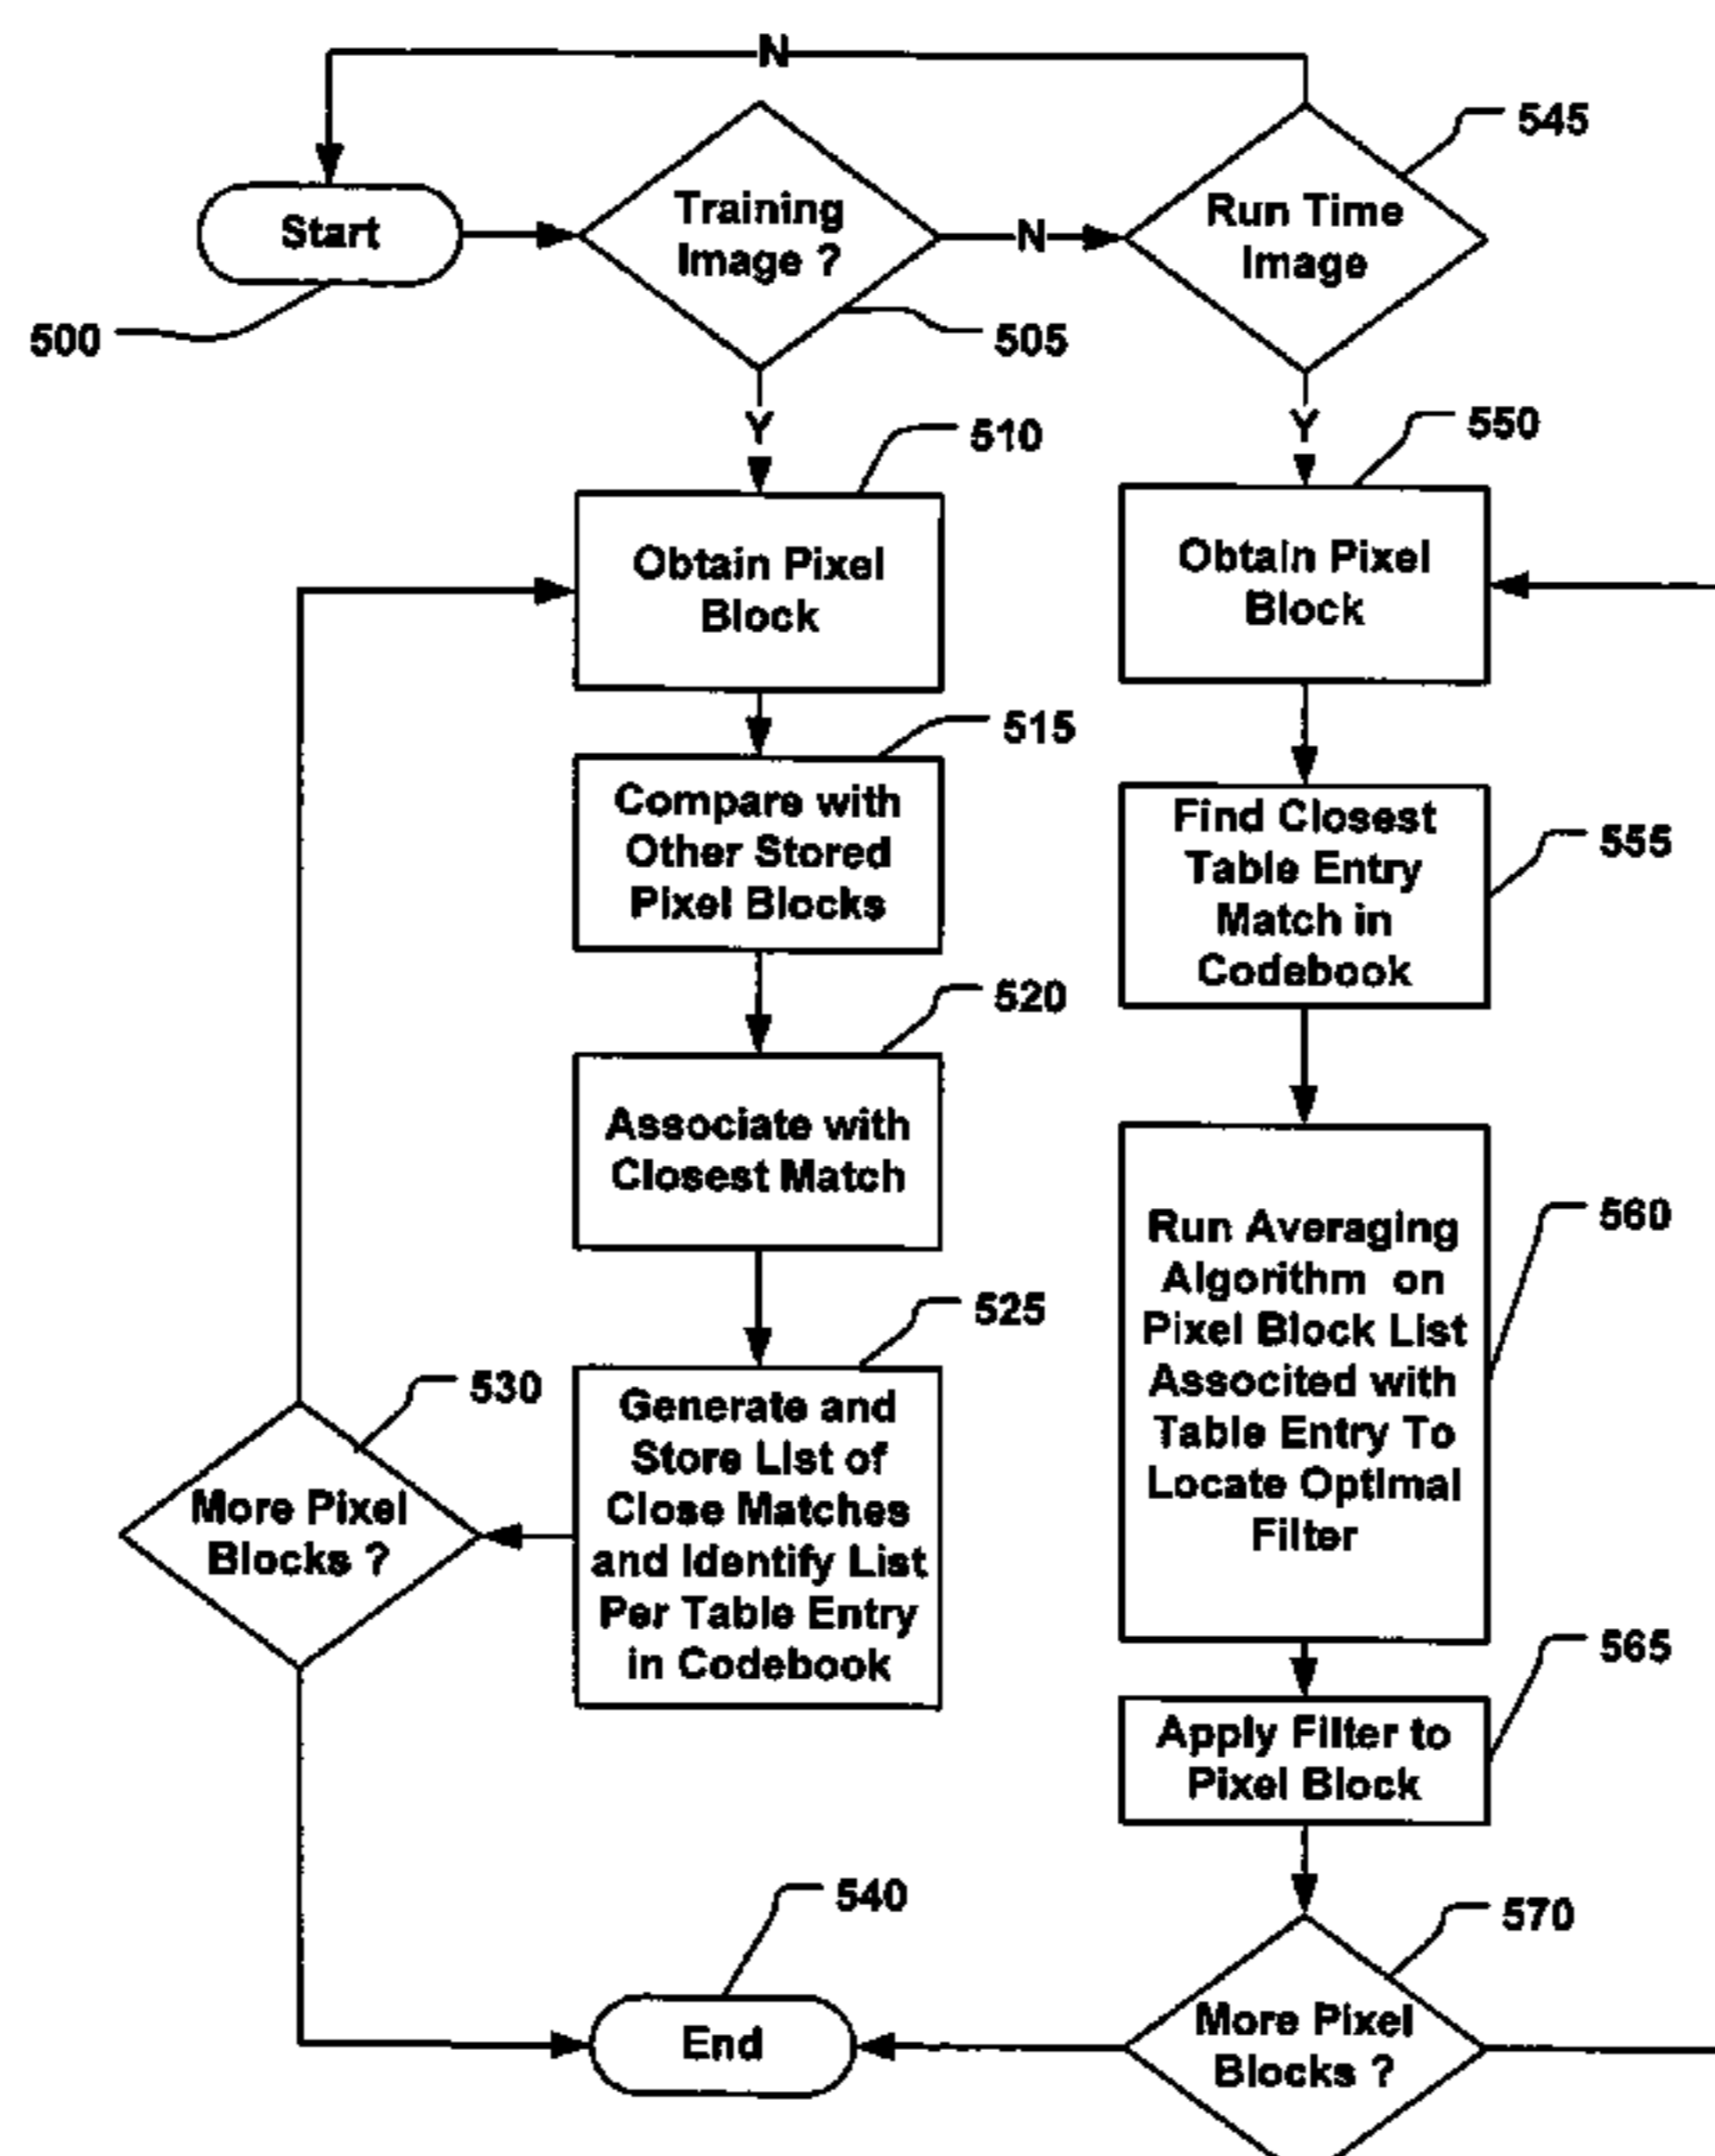 N
545
Start
Training
Image ?
N
Run Time
Image
500
505
Y
Y
510
550
Obtain Pixel
Block
Obtain Pixel
Block
515
Compare with
Other Stored
Pixel Blocks
Find Closest
Table Entry
Match in
Codebook
555
520
Associate with
Closest Match
525
Run Averaging
Algorithm on
Pixel Block List
Associted with
Table Entry To
Locate Optimal
Filter
560
530
Generate and
Store List of
Close Matches
and Identify List
Per Table Entry
in Codebook
More Pixel
Blocks ?
565
Apply Filter to
Pixel Block
540
570
End
More Pixel
Blocks ?